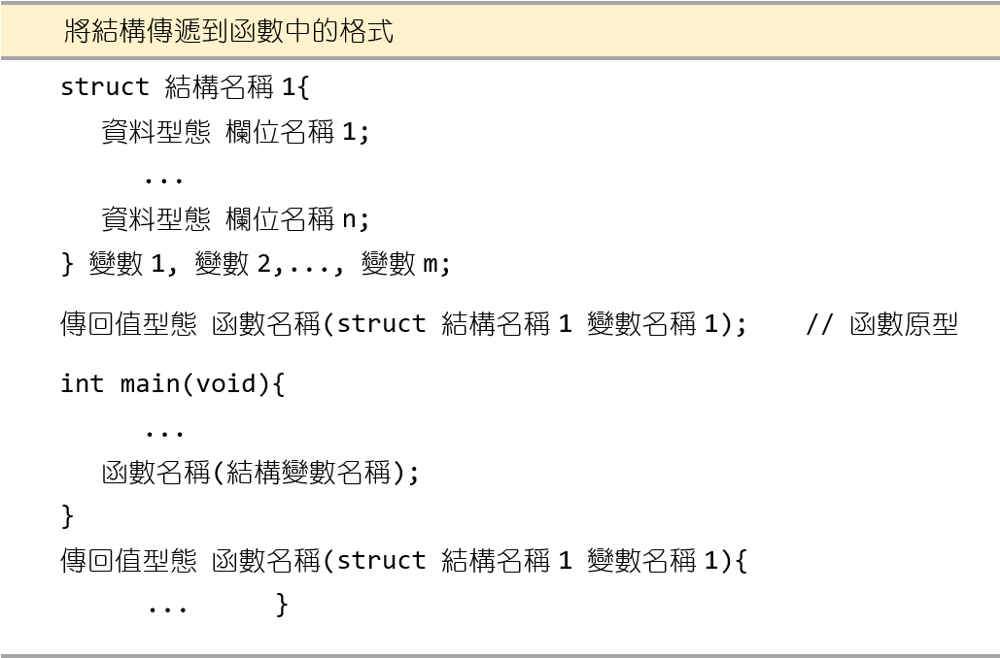 將結構傳遞到函數中的格式
struct 結構名稱1{
資料型態 欄位名稱1;
...
資料型態 欄位名稱n;
} 變數1, 變數2,..., 變數m;
傳回值型態 函數名稱(struct 結構名稱1 變數名稱1); // 函數原型
int main(void){
...
函數名稱(結構變數名稱);
}
傳回值型態 函數名稱(struct 結構名稱1 變數名稱1){
... }